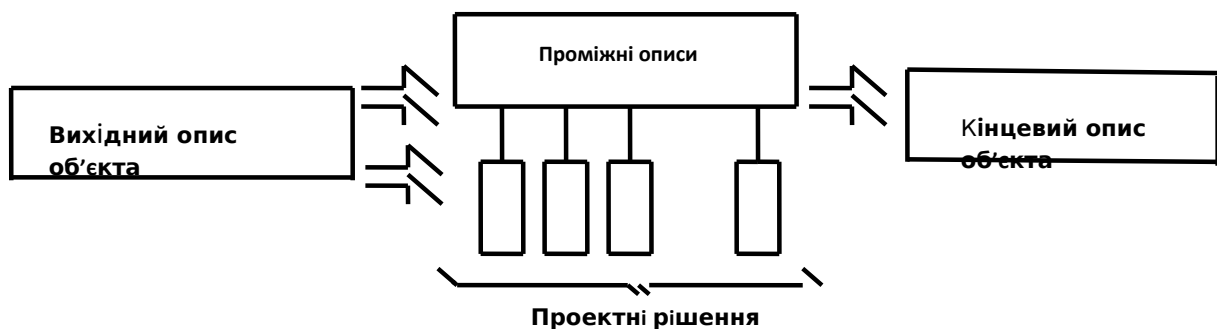 Проміжні описи
Вихідний опис
об’єкта
Кінцевий опис
об’єкта
Проектні рішення